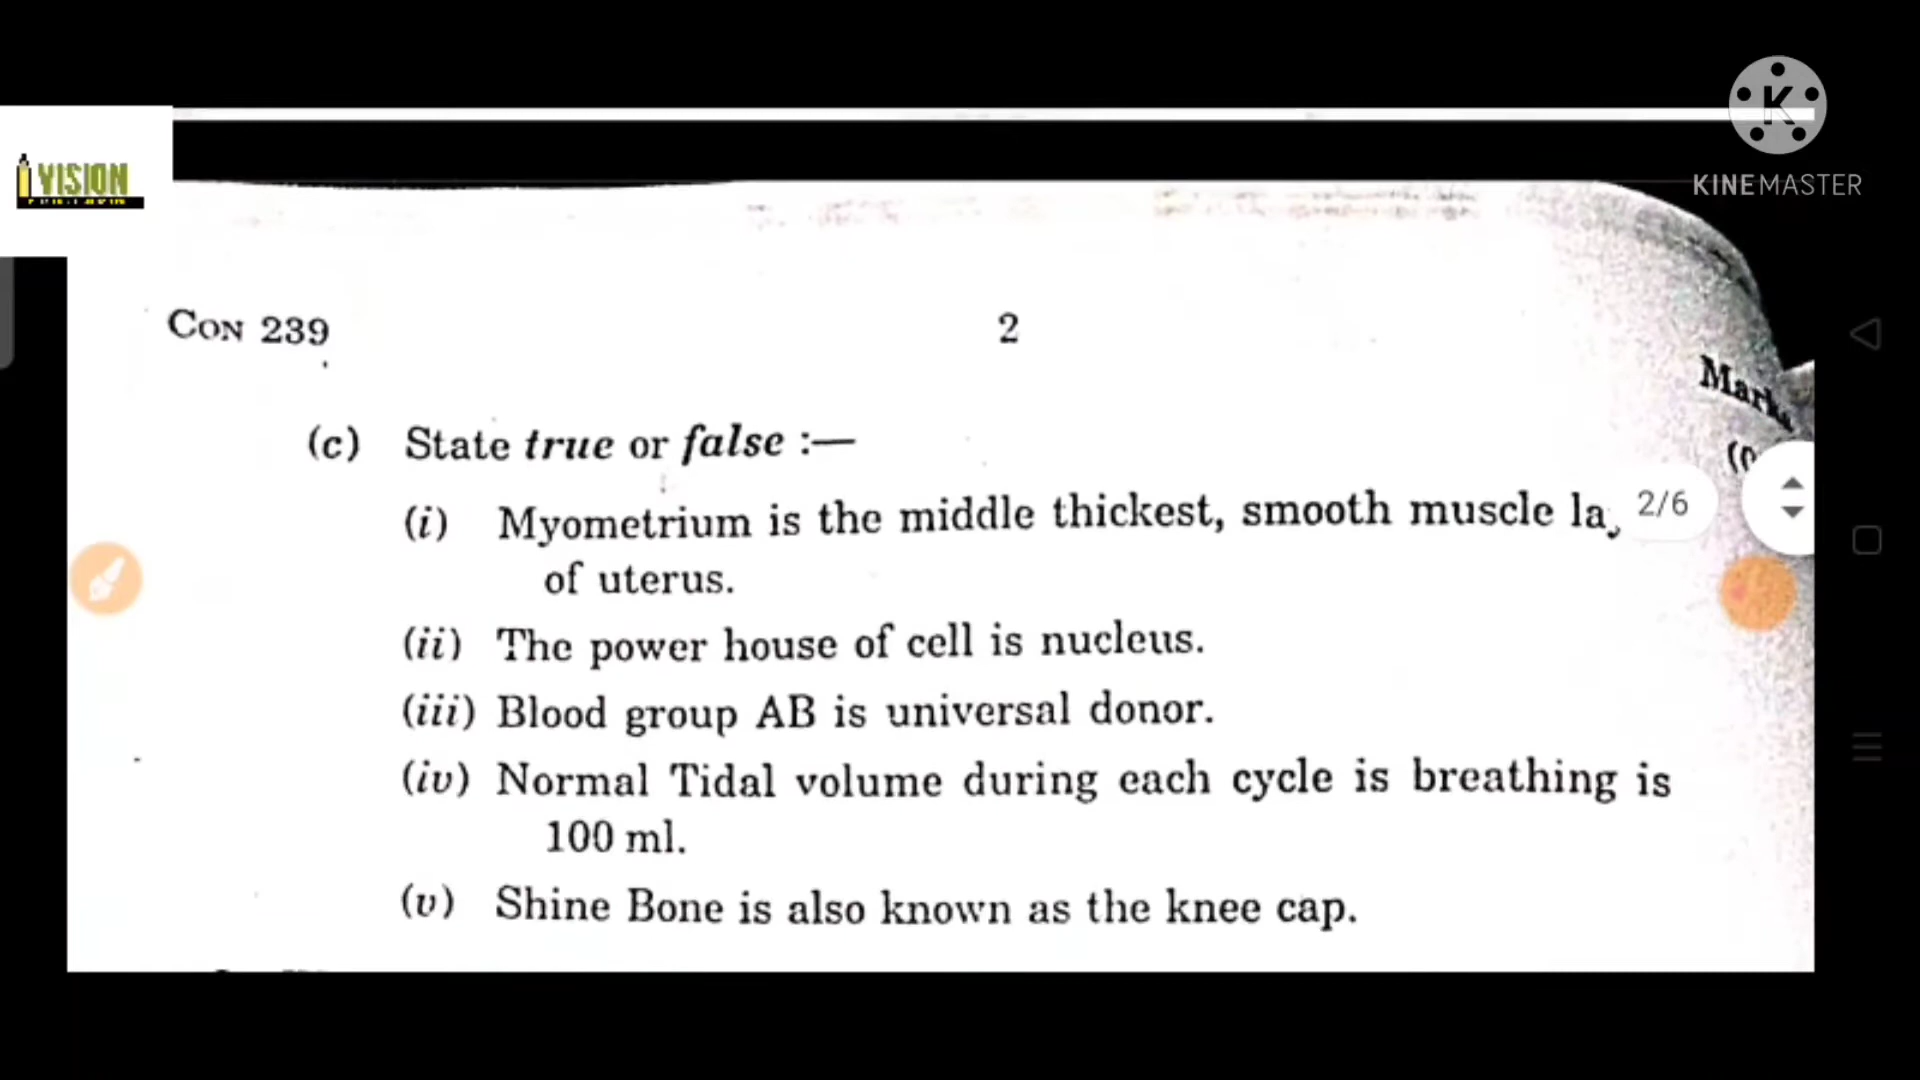 VISION
KINEMASTER
CON 239
2
Marks
(c) State true or false :—
2/6
(i) Myometrium is the middle thickest, smooth muscle
of uterus.
(ii) The power house of cell is nucleus.
(iii) Blood group AB is universal donor.
(iv) Normal Tidal volume during each cycle is breathing is
100 ml.
(v) Shine Bone is also known as the knee cap.